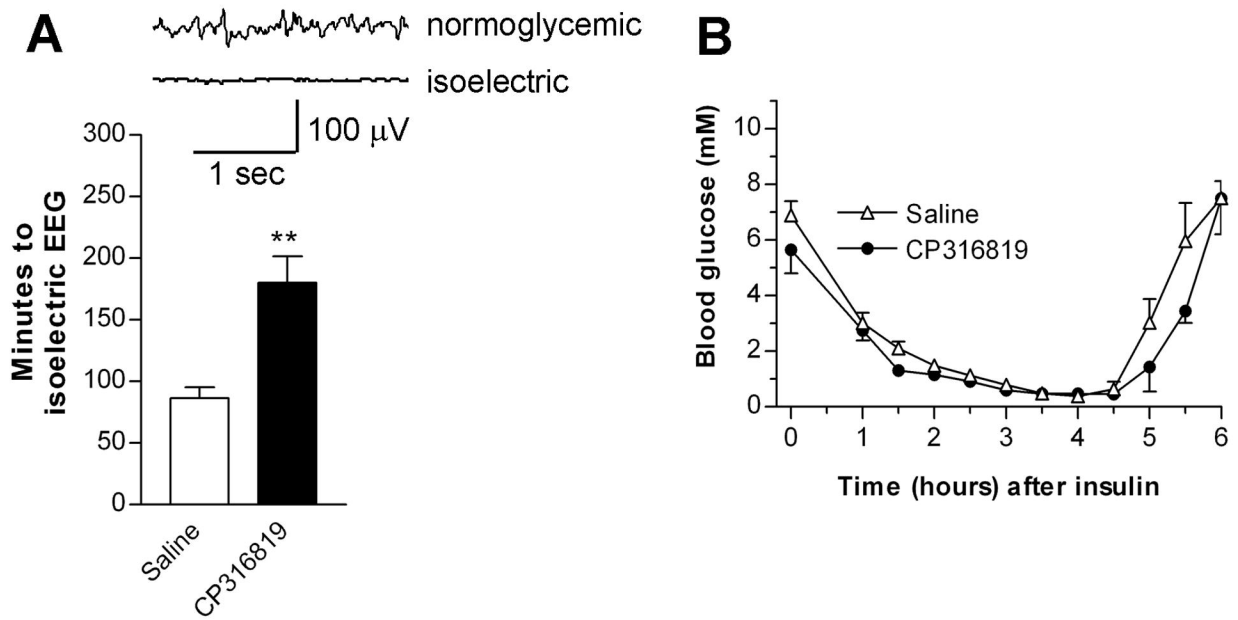 A
normoglycemic
isoelectric
100 μV
1 sec
300
250
200
150
100
50
0
Minutes to
isoelectric EEG
**
Saline
CP316819
B
10
8
6
4
2
0
Blood glucose (mM)
Saline
CP316819
0 1 2 3 4 5 6
Time (hours) after insulin